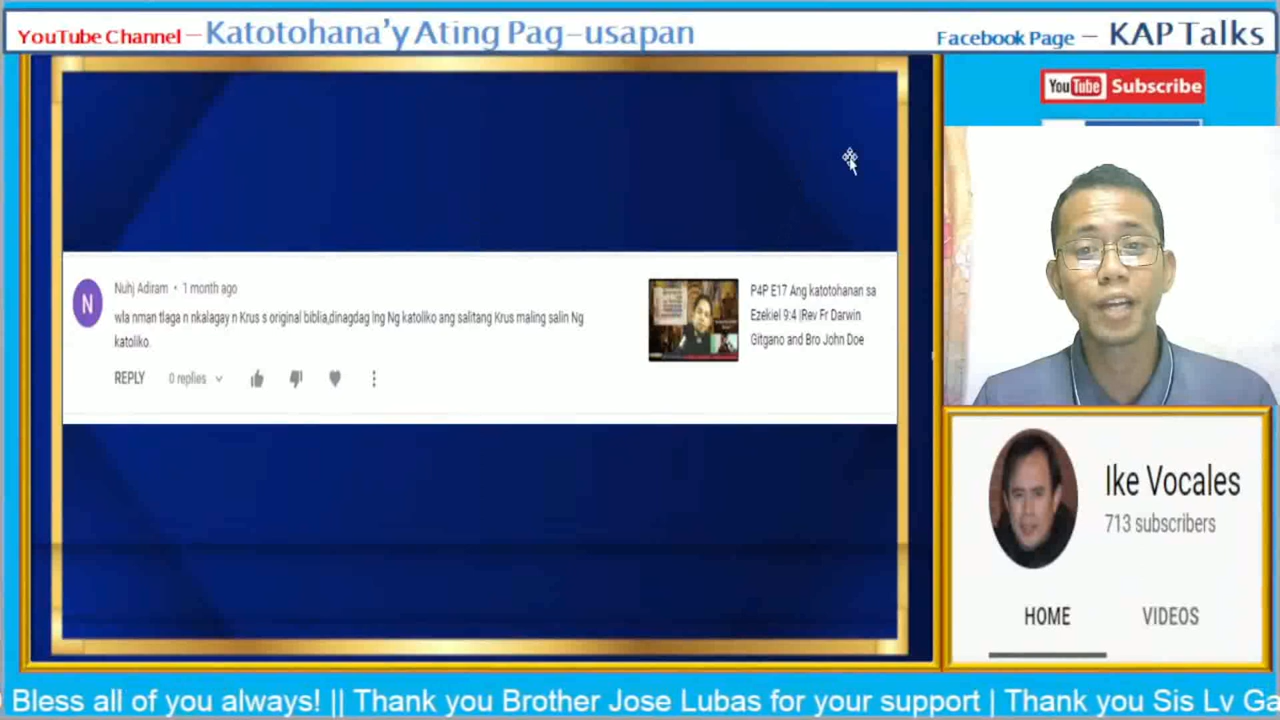 YouTube Channel – Katotohana'y Ating Pag-usapan
Facebook Page – KAP Talks
YouTube Subscribe
N
Nuhj Adiram • 1 month ago
wla nman tlaga n nkalagay n Krus s original biblia,dinagdag lng Ng katoliko ang salitang Krus maling salin Ng
katoliko.
REPLY 0 replies
P4P E17 Ang katotohanan sa
Ezekiel 9:4 |Rev Fr Darwin
Gitgano and Bro John Doe
Ike Vocales
713 subscribers
HOME VIDEOS
Bless all of you always! || Thank you Brother Jose Lubas for your support | Thank you Sis Lv Ga